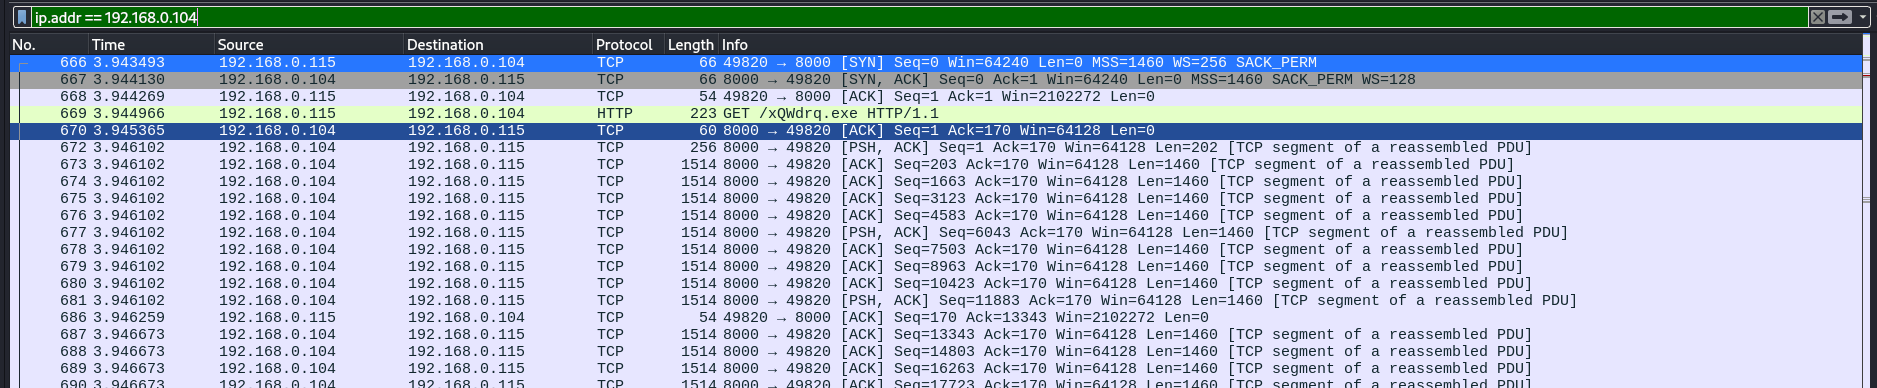 ip.addr == 192.168.0.104
No. Time Source Destination Protocol Length Info
666 3.943493 192.168.0.115 192.168.0.104 TCP 66 49820 → 8000 [SYN] Seq=0 Win=64240 Len=0 MSS=1460 WS=256 SACK_PERM
667 3.944130 192.168.0.104 192.168.0.115 TCP 66 8000 → 49820 [SYN, ACK] Seq=0 Ack=1 Win=64240 Len=0 MSS=1460 SACK_PERM WS=128
668 3.944269 192.168.0.115 192.168.0.104 TCP 54 49820 → 8000 [ACK] Seq=1 Ack=1 Win=2102272 Len=0
669 3.944966 192.168.0.115 192.168.0.104 HTTP 223 GET /xQWdrq.exe HTTP/1.1
670 3.945365 192.168.0.104 192.168.0.115 TCP 60 8000 → 49820 [ACK] Seq=1 Ack=170 Win=64128 Len=0
672 3.946102 192.168.0.104 192.168.0.115 TCP 256 8000 → 49820 [PSH, ACK] Seq=1 Ack=170 Win=64128 Len=202 [TCP segment of a reassembled PDU]
673 3.946102 192.168.0.104 192.168.0.115 TCP 1514 8000 → 49820 [ACK] Seq=203 Ack=170 Win=64128 Len=1460 [TCP segment of a reassembled PDU]
674 3.946102 192.168.0.104 192.168.0.115 TCP 1514 8000 → 49820 [ACK] Seq=1663 Ack=170 Win=64128 Len=1460 [TCP segment of a reassembled PDU]
675 3.946102 192.168.0.104 192.168.0.115 TCP 1514 8000 → 49820 [ACK] Seq=3123 Ack=170 Win=64128 Len=1460 [TCP segment of a reassembled PDU]
676 3.946102 192.168.0.104 192.168.0.115 TCP 1514 8000 → 49820 [ACK] Seq=4583 Ack=170 Win=64128 Len=1460 [TCP segment of a reassembled PDU]
677 3.946102 192.168.0.104 192.168.0.115 TCP 1514 8000 → 49820 [PSH, ACK] Seq=6043 Ack=170 Win=64128 Len=1460 [TCP segment of a reassembled PDU]
678 3.946102 192.168.0.104 192.168.0.115 TCP 1514 8000 → 49820 [ACK] Seq=7503 Ack=170 Win=64128 Len=1460 [TCP segment of a reassembled PDU]
679 3.946102 192.168.0.104 192.168.0.115 TCP 1514 8000 → 49820 [ACK] Seq=8963 Ack=170 Win=64128 Len=1460 [TCP segment of a reassembled PDU]
680 3.946102 192.168.0.104 192.168.0.115 TCP 1514 8000 → 49820 [ACK] Seq=10423 Ack=170 Win=64128 Len=1460 [TCP segment of a reassembled PDU]
681 3.946102 192.168.0.104 192.168.0.115 TCP 1514 8000 → 49820 [PSH, ACK] Seq=11883 Ack=170 Win=64128 Len=1460 [TCP segment of a reassembled PDU]
686 3.946259 192.168.0.115 192.168.0.104 TCP 54 49820 → 8000 [ACK] Seq=170 Ack=13343 Win=2102272 Len=0
687 3.946673 192.168.0.104 192.168.0.115 TCP 1514 8000 → 49820 [ACK] Seq=13343 Ack=170 Win=64128 Len=1460 [TCP segment of a reassembled PDU]
688 3.946673 192.168.0.104 192.168.0.115 TCP 1514 8000 → 49820 [ACK] Seq=14803 Ack=170 Win=64128 Len=1460 [TCP segment of a reassembled PDU]
689 3.946673 192.168.0.104 192.168.0.115 TCP 1514 8000 → 49820 [ACK] Seq=16263 Ack=170 Win=64128 Len=1460 [TCP segment of a reassembled PDU]
690 3.946673 192.168.0.104 192.168.0.115 TCP 1514 8000 → 49820 [ACK] Seq=17723 Ack=170 Win=64128 Len=1460 [TCP segment of a reassembled PDU]